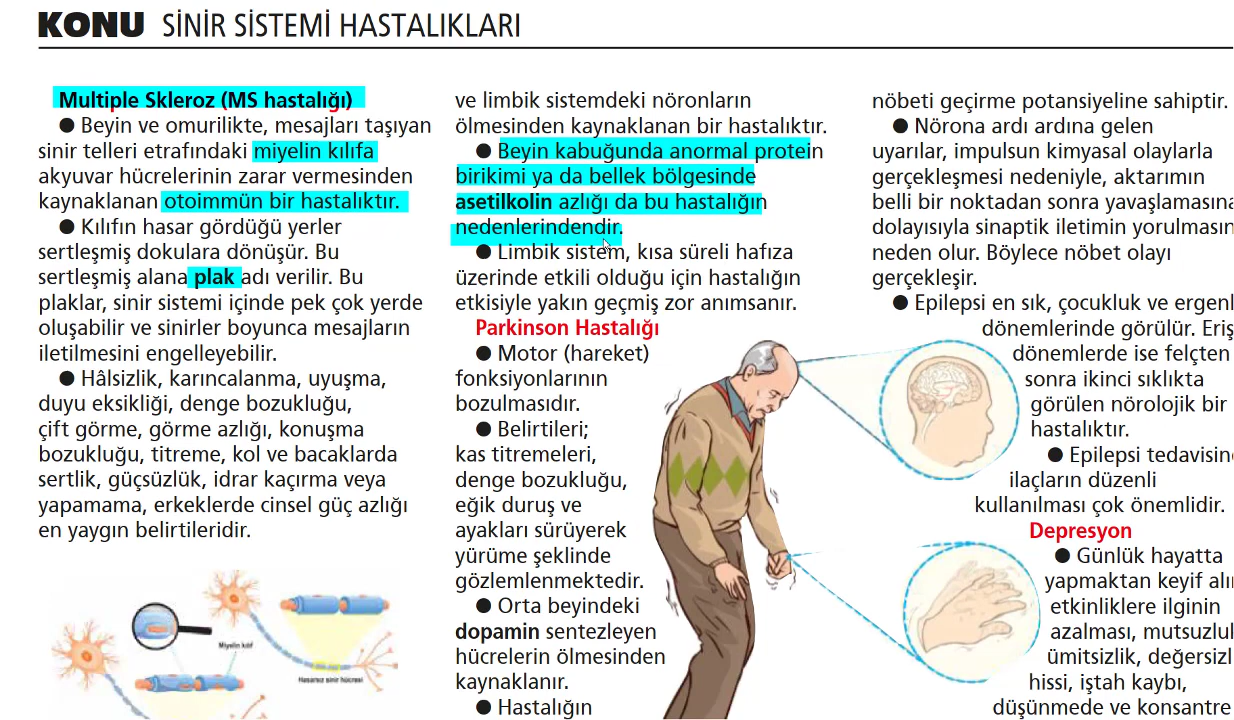 KONU SİNİR SİSTEMİ HASTALIKLARI
Multiple Skleroz (MS hastalığı)
● Beyin ve omurilikte, mesajları taşıyan
sinir telleri etrafındaki miyelin kılıfa
akyuvar hücrelerinin zarar vermesinden
kaynaklanan otoimmün bir hastalıktır.
● Kılıfın hasar gördüğü yerler
sertleşmiş dokulara dönüşür. Bu
sertleşmiş alana plak adı verilir. Bu
plaklar, sinir sistemi içinde pek çok yerde
oluşabilir ve sinirler boyunca mesajların
iletilmesini engelleyebilir.
● Hâlsizlik, karıncalanma, uyuşma,
duyu eksikliği, denge bozukluğu,
çift görme, görme azlığı, konuşma
bozukluğu, titreme, kol ve bacaklarda
sertlik, güçsüzlük, idrar kaçırma veya
yapamama, erkeklerde cinsel güç azlığı
en yaygın belirtileridir.
Miyelin kılıf
Hasarsız sinir hücresi
ve limbik sistemdeki nöronların
ölmesinden kaynaklanan bir hastalıktır.
● Beyin kabuğunda anormal protein
birikimi ya da bellek bölgesinde
asetilkolin azlığı da bu hastalığın
nedenlerindendir.
● Limbik sistem, kısa süreli hafıza
üzerinde etkili olduğu için hastalığın
etkisiyle yakın geçmiş zor anımsanır.
Parkinson Hastalığı
● Motor (hareket)
fonksiyonlarının
bozulmasıdır.
● Belirtileri;
kas titremeleri,
denge bozukluğu,
eğik duruş ve
ayakları sürüyerek
yürüme şeklinde
gözlemlenmektedir.
● Orta beyindeki
dopamin sentezleyen
hücrelerin ölmesinden
kaynaklanır.
● Hastalığın
nöbeti geçirme potansiyeline sahiptir.
● Nörona ardı ardına gelen
uyarılar, impulsun kimyasal olaylarla
gerçekleşmesi nedeniyle, aktarımın
belli bir noktadan sonra yavaşlamasına
dolayısıyla sinaptik iletimin yorulmasın
neden olur. Böylece nöbet olayı
gerçekleşir.
● Epilepsi en sık, çocukluk ve ergenl
dönemlerinde görülür. Eriş
dönemlerde ise felçten
sonra ikinci sıklıkta
görülen nörolojik bir
hastalıktır.
● Epilepsi tedavisind
ilaçların düzenli
kullanılması çok önemlidir.
Depresyon
● Günlük hayatta
yapmaktan keyif alır
etkinliklere ilginin
azalması, mutsuzluk
ümitsizlik, değersizl
hissi, iştah kaybı,
düşünmede ve konsantre